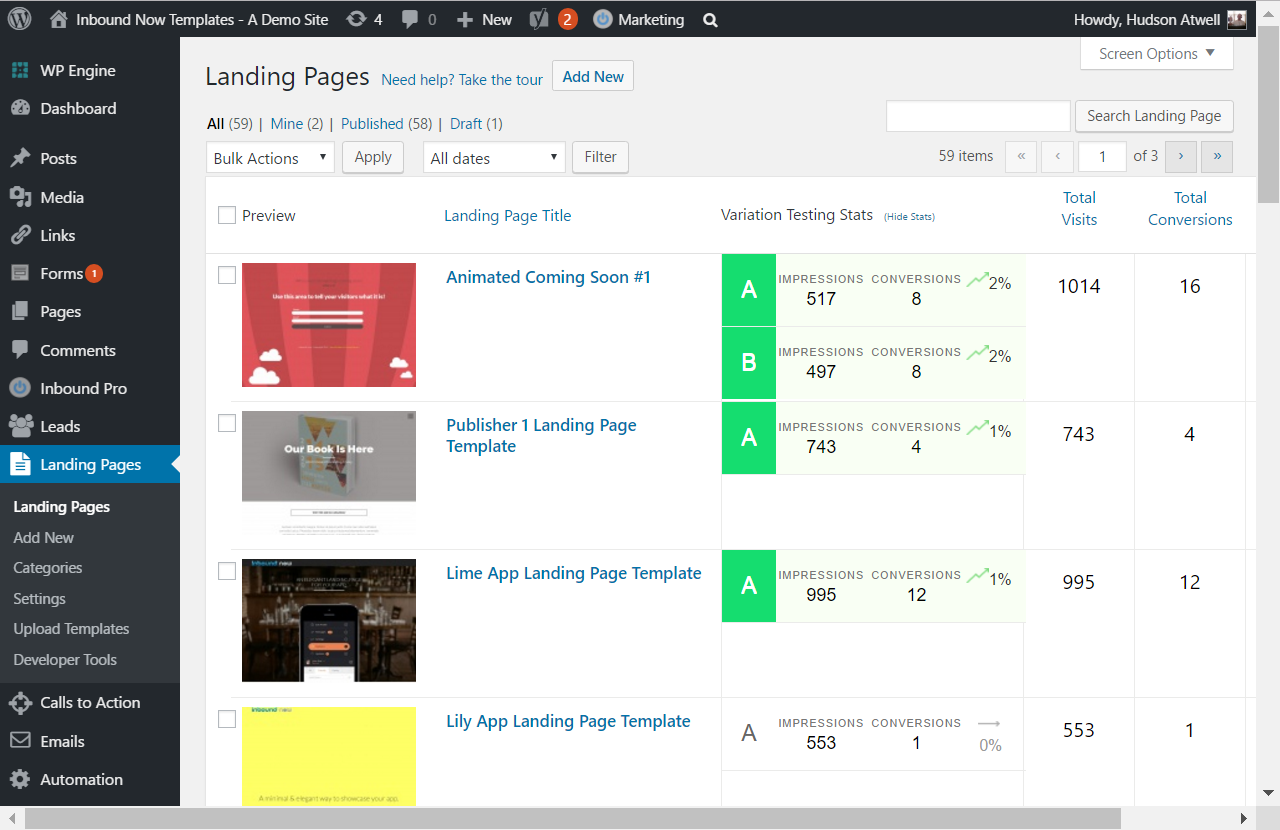 Inbound Now Templates - A Demo Site 4 0 New 2 Marketing Howdy, Hudson Atwell
WP Engine
Dashboard
Posts
Media
Links
Forms 1
Pages
Comments
Inbound Pro
Leads
Landing Pages
Landing Pages
Add New
Categories
Settings
Upload Templates
Developer Tools
Calls to Action
Emails
Automation
Screen Options ▼
Landing Pages Need help? Take the tour Add New
All (59) | Mine (2) | Published (58) | Draft (1)
Search Landing Page
Bulk Actions ▼ Apply All dates ▼ Filter 59 items « ‹ 1 of 3 › »
Preview Landing Page Title Variation Testing Stats (Hide Stats) Total Visits Total Conversions
Use this area to tell your visitors what it is!
Animated Coming Soon #1
A IMPRESSIONS 517 CONVERSIONS 8 2%
B IMPRESSIONS 497 CONVERSIONS 8 2%
1014 16
Our Book Is Here
Publisher 1 Landing Page
Template
A IMPRESSIONS 743 CONVERSIONS 4 1%
743 4
inbound now
Lime App Landing Page Template
A IMPRESSIONS 995 CONVERSIONS 12 1%
995 12
inbound now
A minimal & elegant way to showcase your app.
Lily App Landing Page Template
A IMPRESSIONS 553 CONVERSIONS 1 0%
553 1